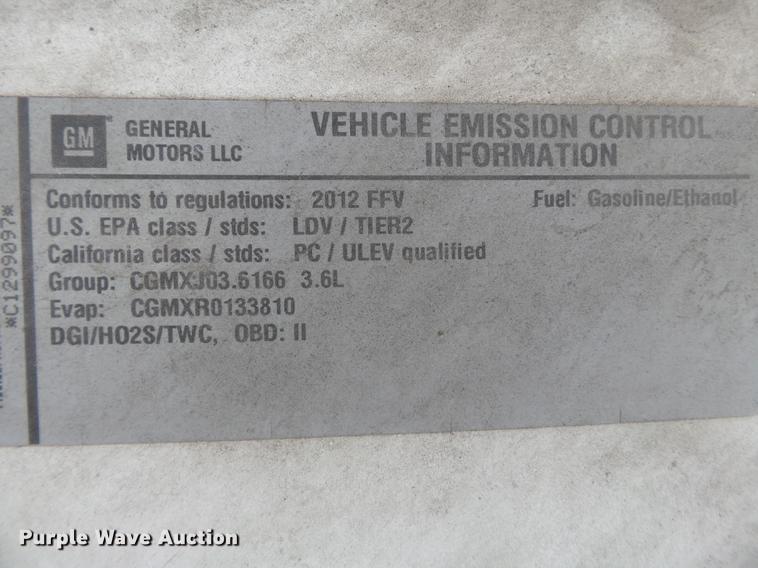 GM
GENERAL
MOTORS LLC
VEHICLE EMISSION CONTROL
INFORMATION
Conforms to regulations: 2012 FFV Fuel: Gasoline/Ethanol
U.S. EPA class / stds: LDV / TIER2
California class / stds: PC / ULEV qualified
Group: CGMXJ03.6166 3.6L
Evap: CGMXR0133810
DGI/HO2S/TWC, OBD: II
*C1299097*
Purple Wave Auction